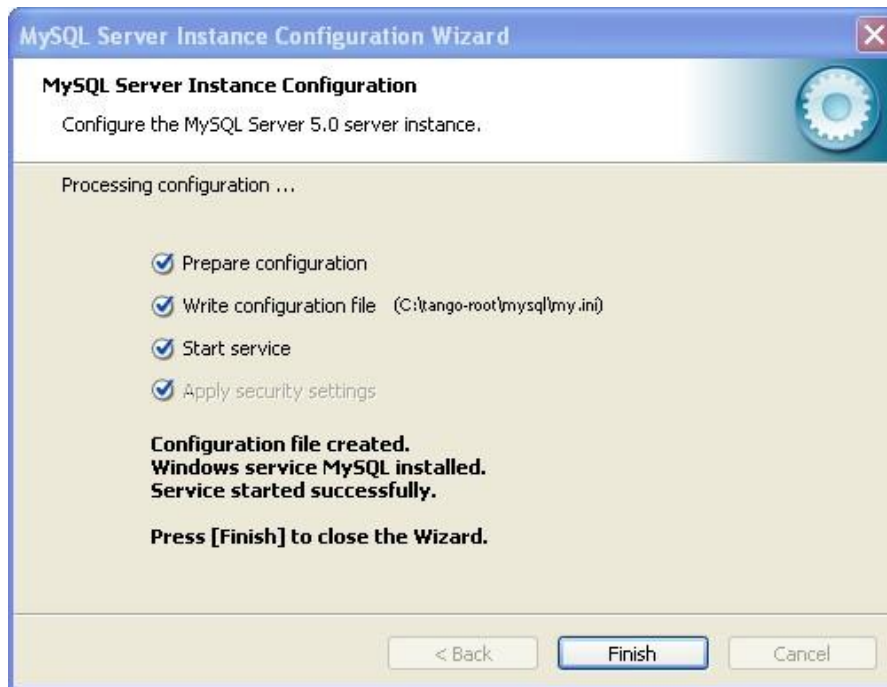 MySQL Server Instance Configuration Wizard
MySQL Server Instance Configuration
Configure the MySQL Server 5.0 server instance.
Processing configuration ...
Prepare configuration
Write configuration file (C:\tango-root\mysql\my.ini)
Start service
Apply security settings
Configuration file created.
Windows service MySQL installed.
Service started successfully.
Press [Finish] to close the Wizard.
< Back Finish Cancel